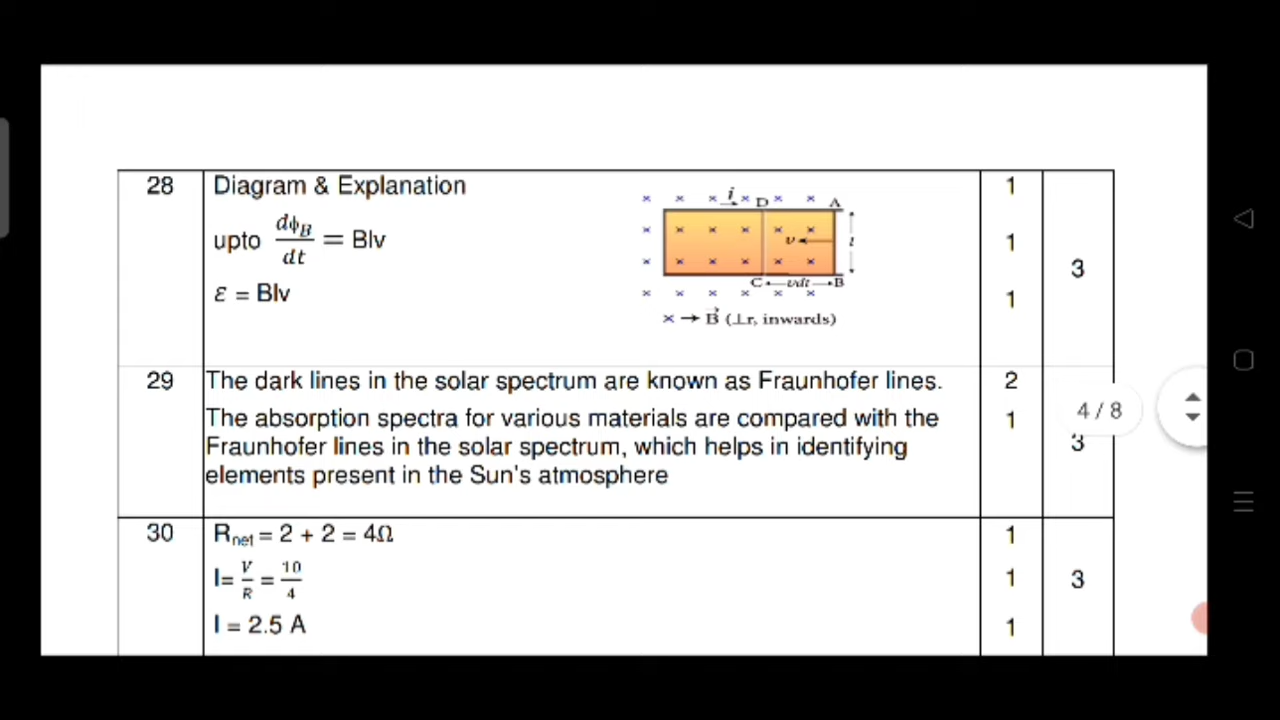 28 Diagram & Explanation 1
upto dϕB/dt = Blv 1
Ɛ = Blv 1
3
i D A
v l
C vdt B
× → B⃗ (⊥r, inwards)
29 The dark lines in the solar spectrum are known as Fraunhofer lines. 2
The absorption spectra for various materials are compared with the 1
Fraunhofer lines in the solar spectrum, which helps in identifying 3
elements present in the Sun's atmosphere
4 / 8
30 Rnet = 2 + 2 = 4Ω 1
I= V/R = 10/4 1 3
I = 2.5 A 1